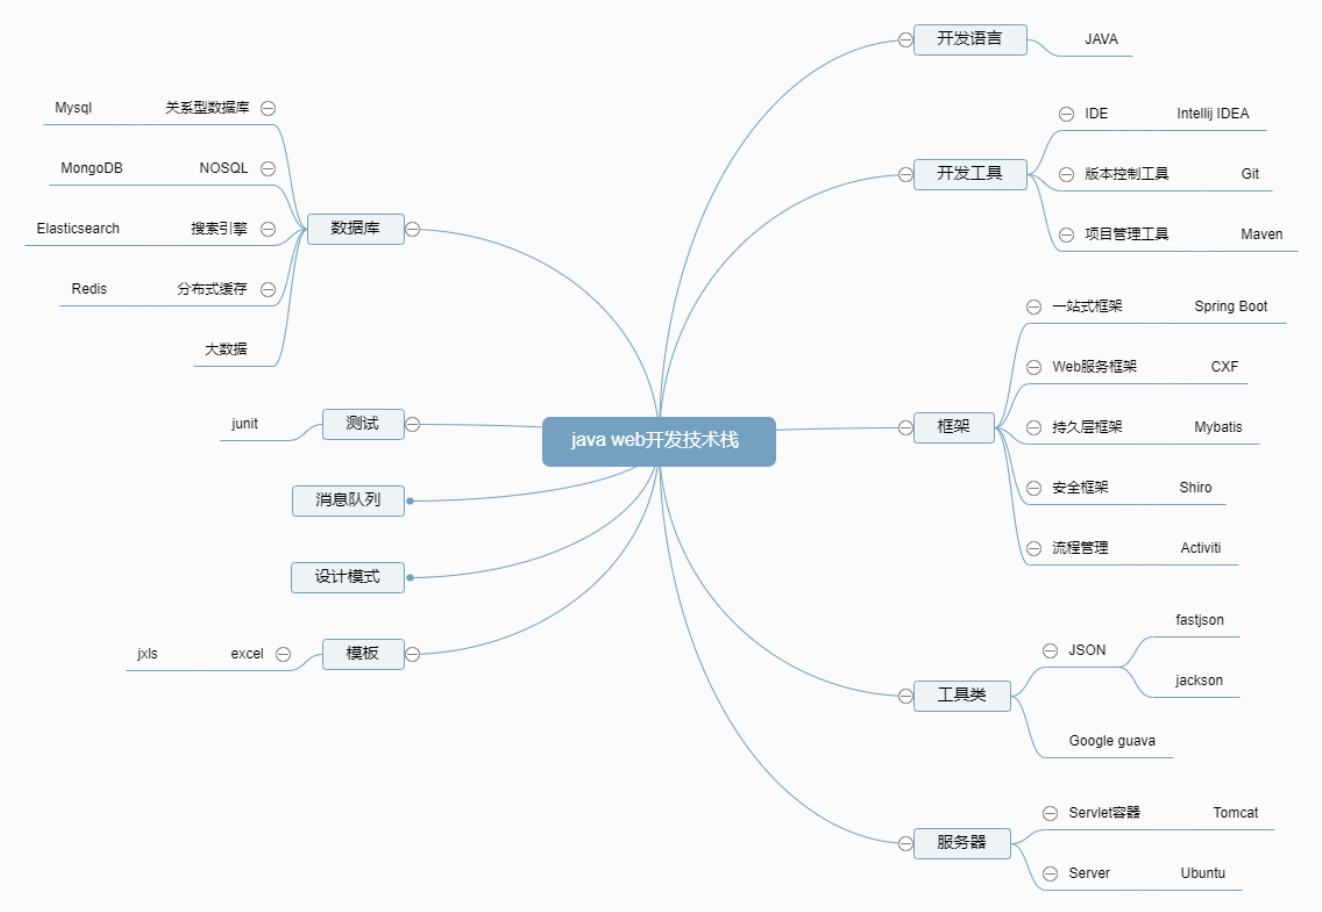 java web开发技术栈
开发语言
JAVA
开发工具
IDE
Intellij IDEA
版本控制工具
Git
项目管理工具
Maven
框架
一站式框架
Spring Boot
Web服务框架
CXF
持久层框架
Mybatis
安全框架
Shiro
流程管理
Activiti
工具类
JSON
fastjson
jackson
Google guava
服务器
Servlet容器
Tomcat
Server
Ubuntu
数据库
关系型数据库
Mysql
NOSQL
MongoDB
搜索引擎
Elasticsearch
分布式缓存
Redis
大数据
测试
junit
消息队列
设计模式
模板
excel
jxls